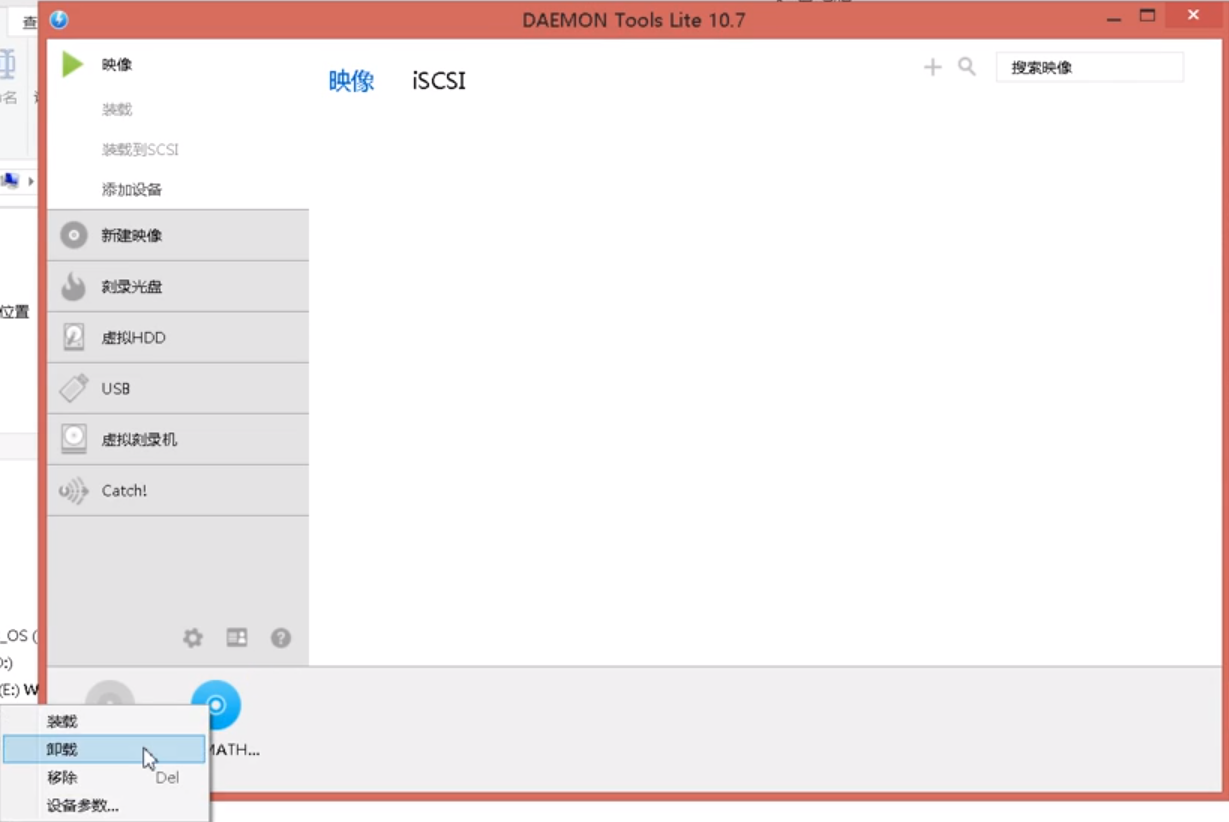 查
DAEMON Tools Lite 10.7
映像
映像
iSCSI
搜索映像
名
装载
装载到SCSI
添加设备
新建映像
刻录光盘
位置
虚拟HDD
USB
虚拟刻录机
Catch!
_OS (
:)
(E:) W
装载
卸载
MATH...
移除 Del
设备参数...